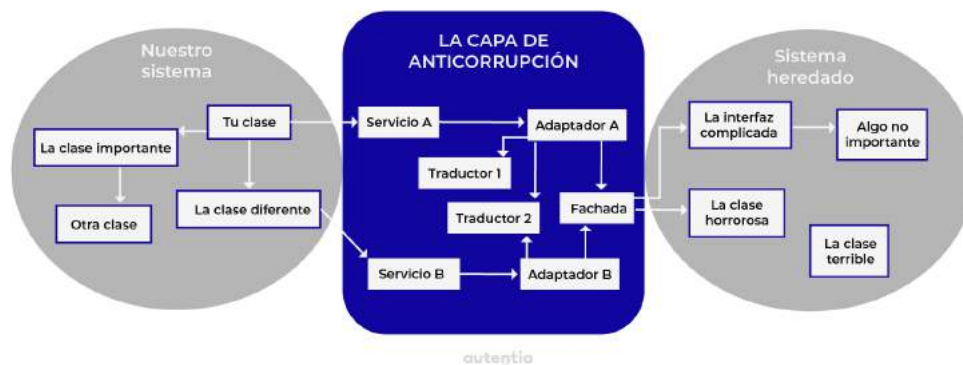 Nuestro
sistema
Tu clase
La clase importante
Otra clase
La clase diferente
LA CAPA DE
ANTICORRUPCIÓN
Servicio A
Adaptador A
Traductor 1
Traductor 2
Fachada
Servicio B
Adaptador B
Sistema
heredado
La interfaz
complicada
Algo no
importante
La clase
horrorosa
La clase
terrible
autentia